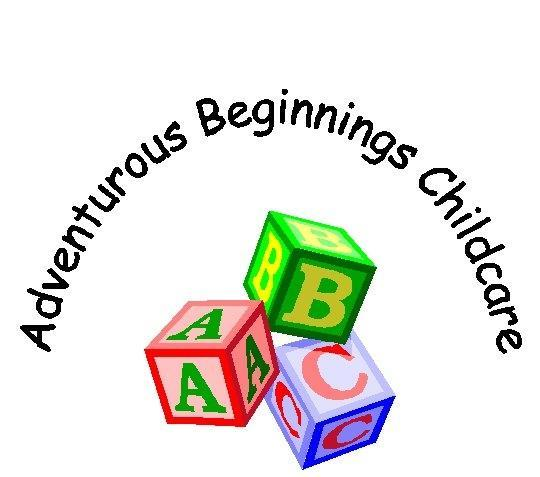 Adventurous Beginnings Childcare
B
B B
A
A A
C
C C